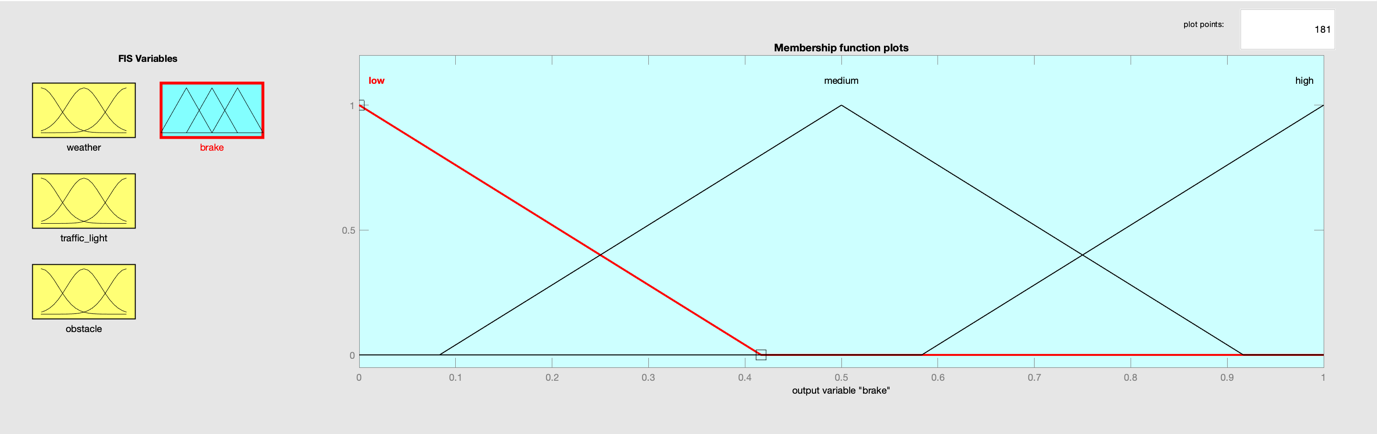 plot points:
181
FIS Variables
weather
brake
traffic_light
obstacle
Membership function plots
low
medium
high
1
0.5
0
0 0.1 0.2 0.3 0.4 0.5 0.6 0.7 0.8 0.9 1
output variable "brake"